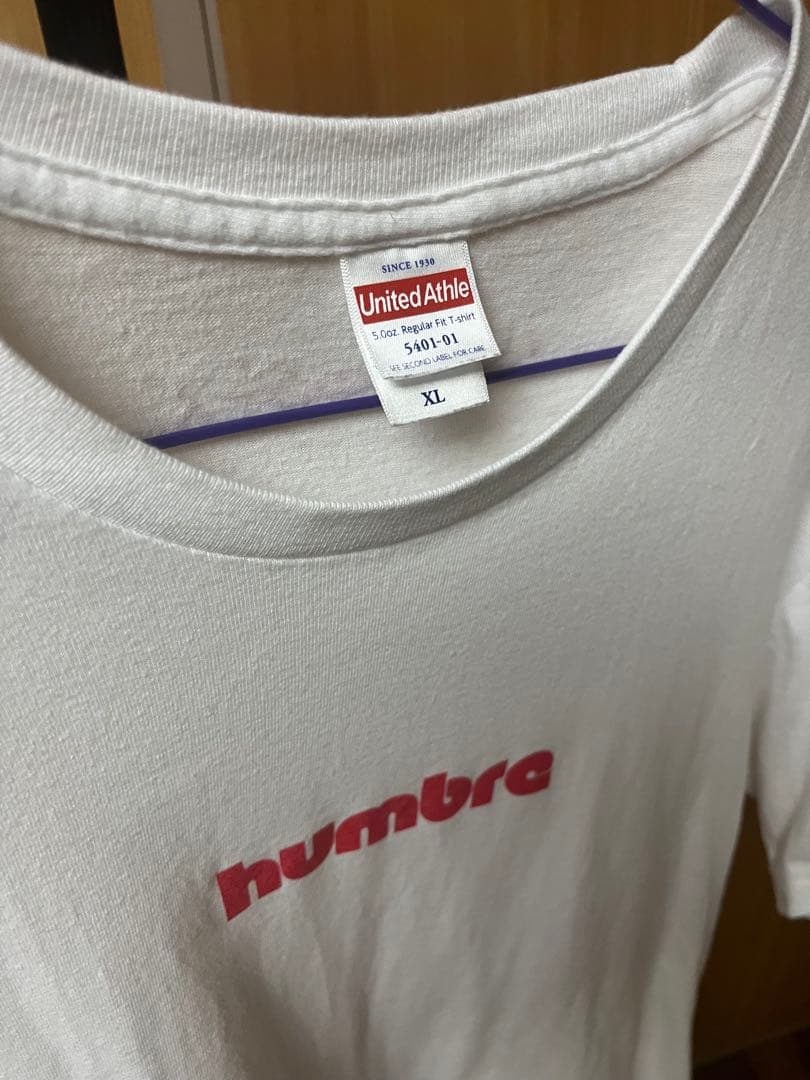 SINCE 1930
United Athle
5.0oz. Regular Fit T-shirt
5401-01
SEE SECOND LABEL FOR CARE
XL
humbre